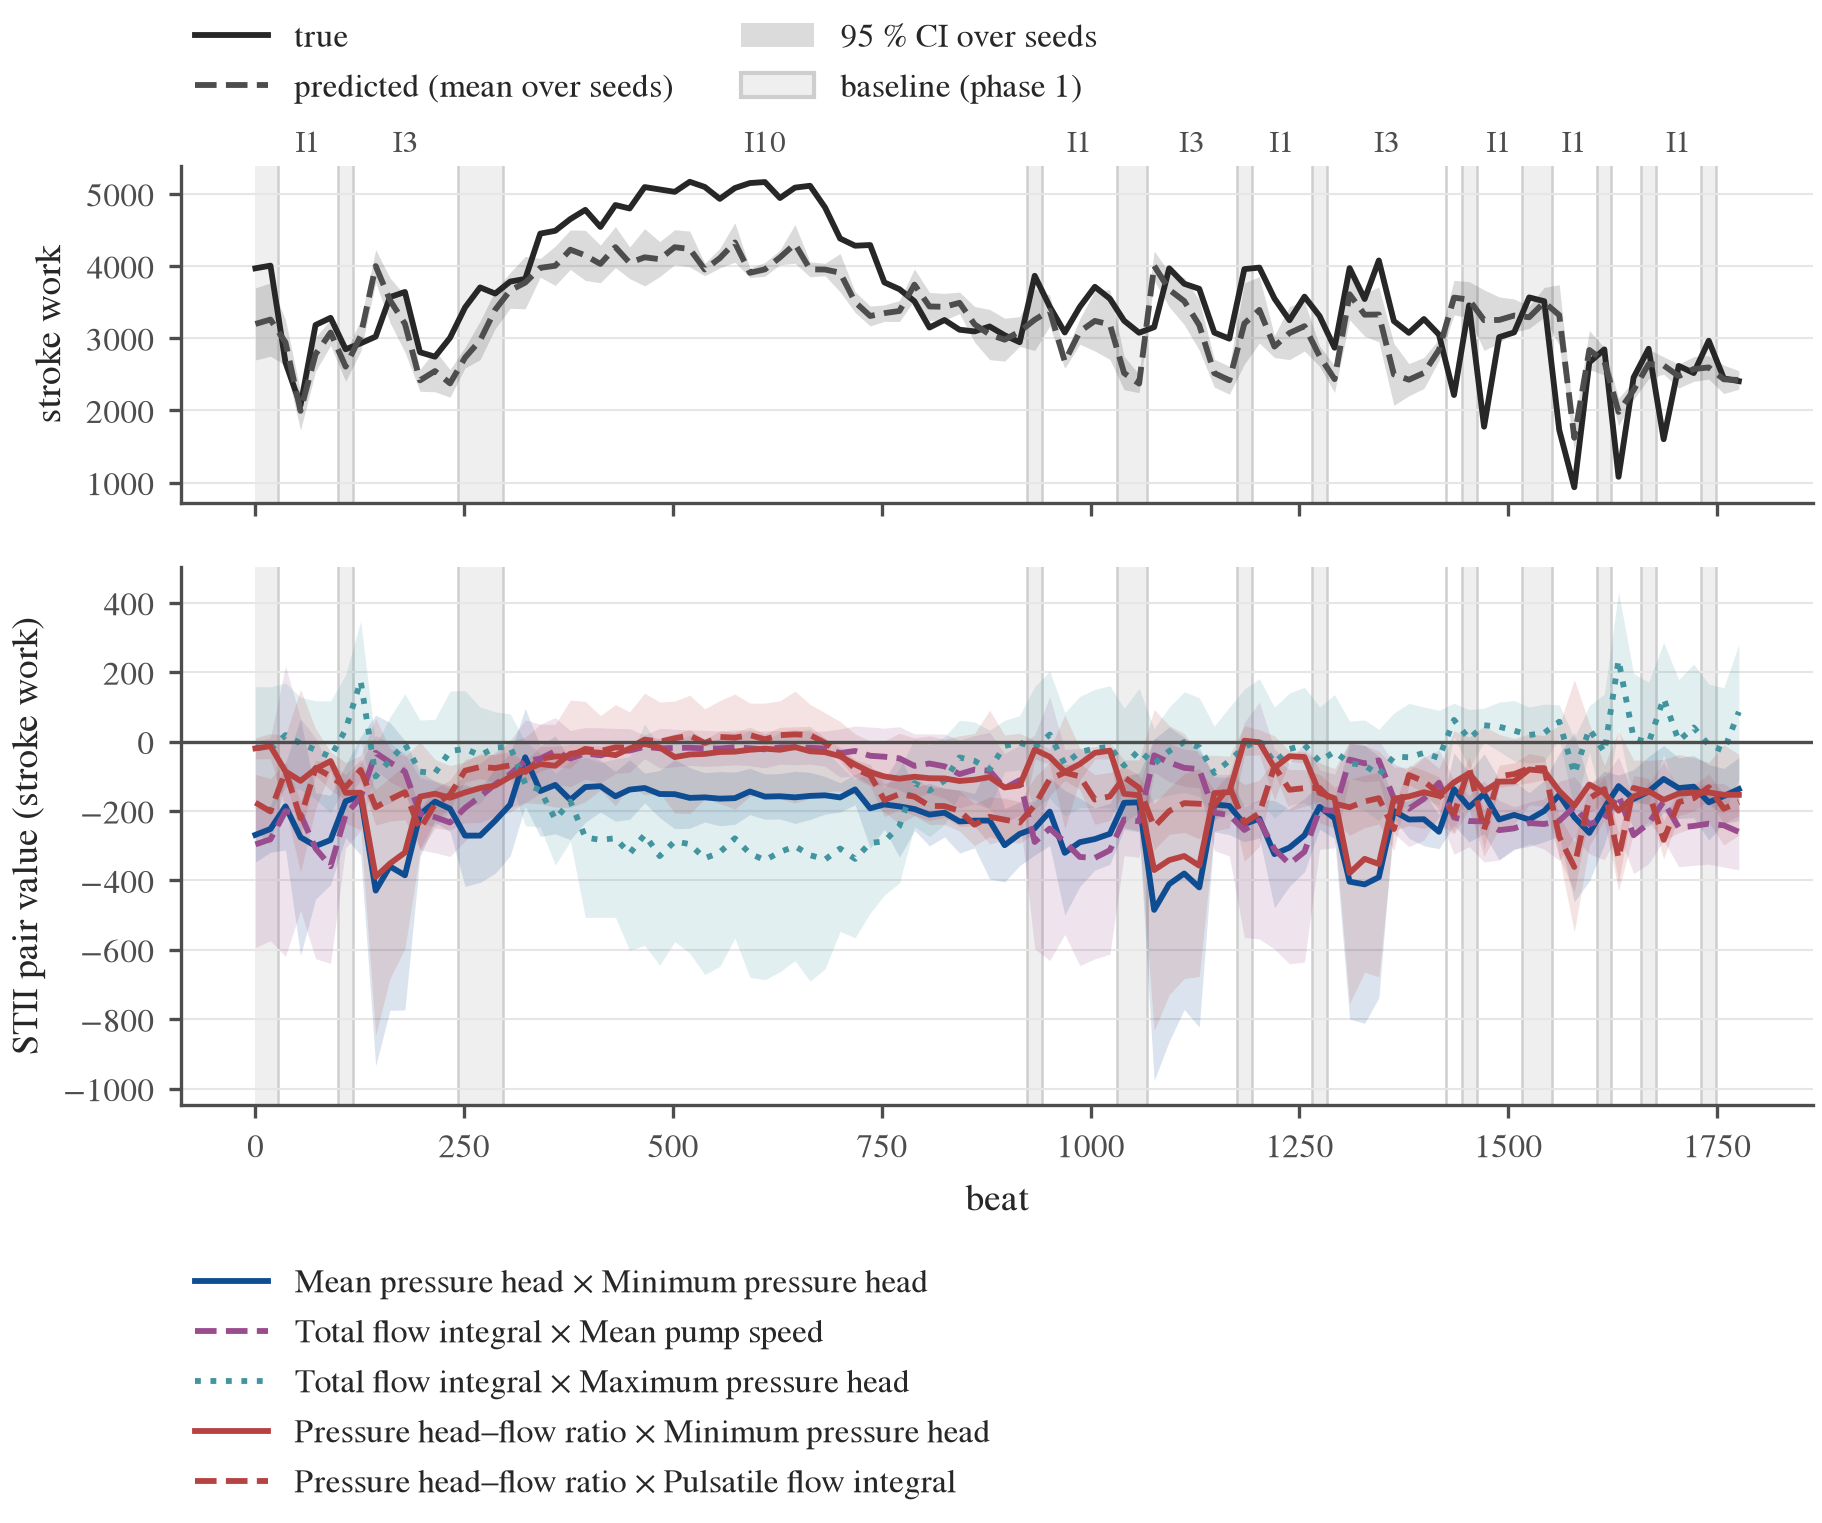 true
predicted (mean over seeds)
95 % CI over seeds
baseline (phase 1)
I1 I3 I10 I1 I3 I1 I3 I1 I1 I1
stroke work
5000
4000
3000
2000
1000
STII pair value (stroke work)
400
200
0
−200
−400
−600
−800
−1000
0 250 500 750 1000 1250 1500 1750
beat
Mean pressure head × Minimum pressure head
Total flow integral × Mean pump speed
Total flow integral × Maximum pressure head
Pressure head–flow ratio × Minimum pressure head
Pressure head–flow ratio × Pulsatile flow integral